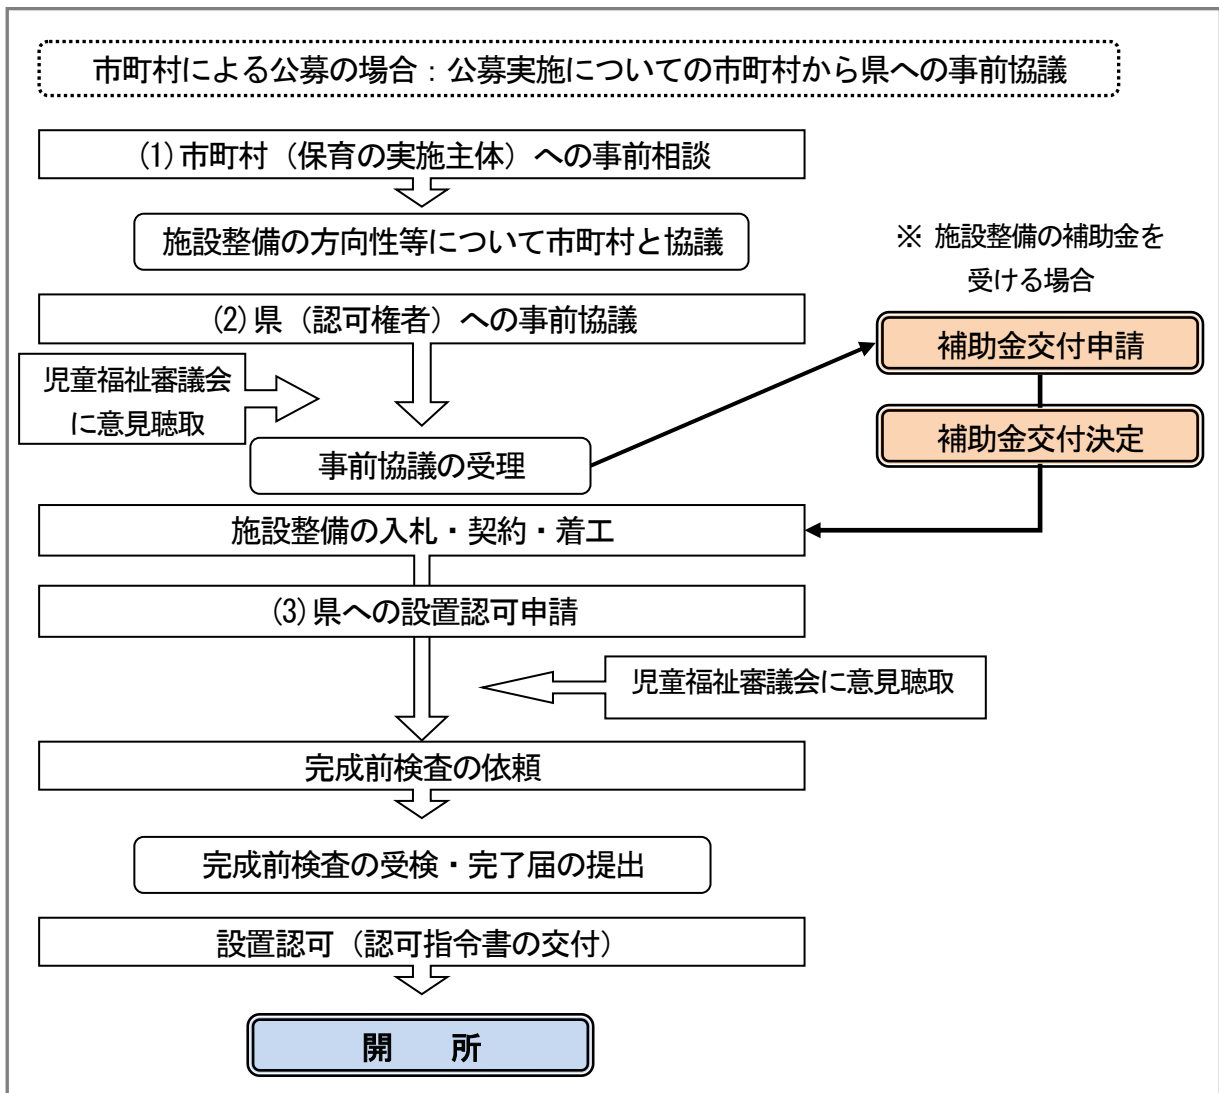 市町村による公募の場合：公募実施についての市町村から県への事前協議
(1)市町村（保育の実施主体）への事前相談
施設整備の方向性等について市町村と協議
※ 施設整備の補助金を
受ける場合
(2)県（認可権者）への事前協議
補助金交付申請
児童福祉審議会
に意見聴取
補助金交付決定
事前協議の受理
施設整備の入札・契約・着工
(3)県への設置認可申請
児童福祉審議会に意見聴取
完成前検査の依頼
完成前検査の受検・完了届の提出
設置認可（認可指令書の交付）
開　所